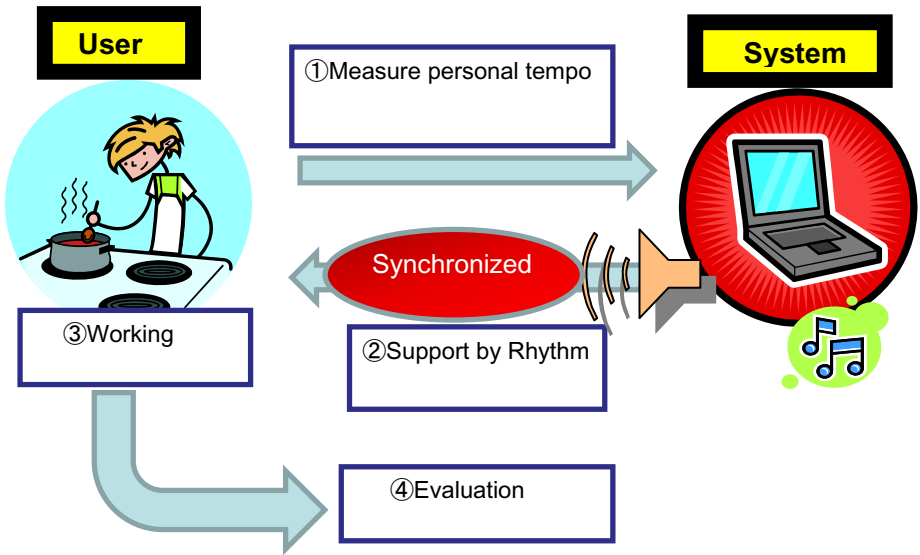 User
System
①Measure personal tempo
Synchronized
②Support by Rhythm
③Working
④Evaluation